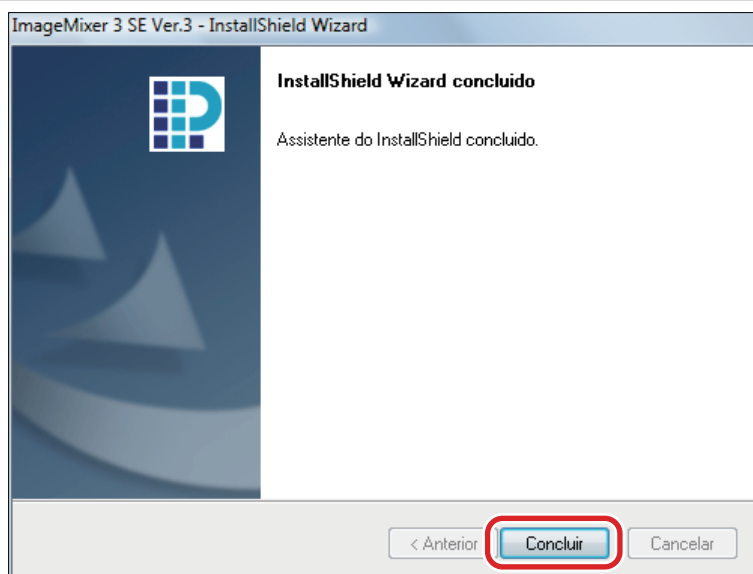 ImageMixer 3 SE Ver.3 - InstallShield Wizard
InstallShield Wizard concluido
Assistente do InstallShield concluido.
< Anterior
Concluir
Cancelar